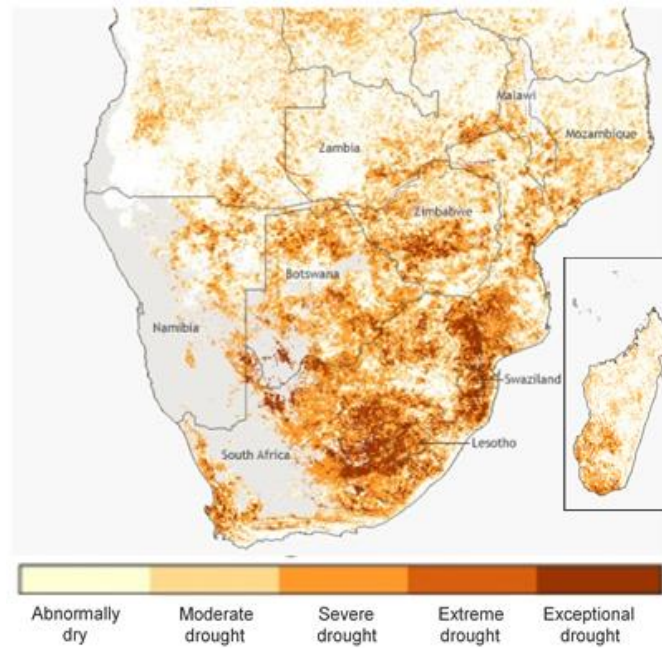 Malawi
Mozambique
Zambia
Zimbabwe
Botswana
Namibia
Swaziland
Lesotho
South Africa
Abnormally dry
Moderate drought
Severe drought
Extreme drought
Exceptional drought